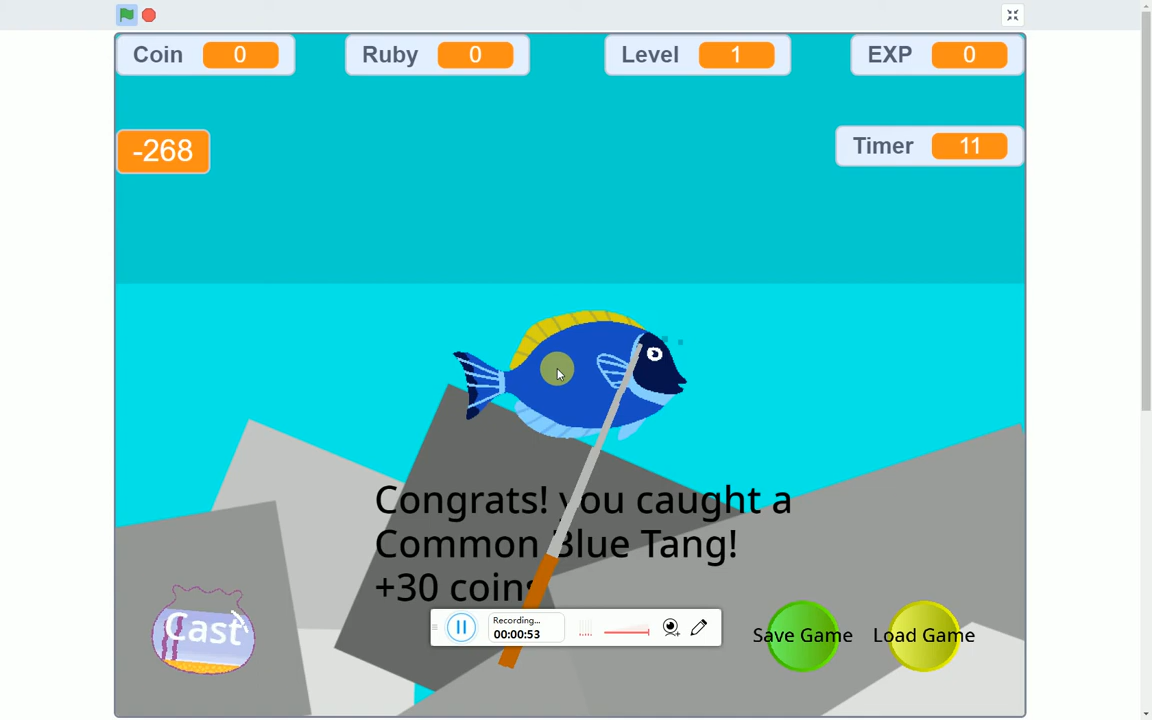 Coin 0 Ruby 0 Level 1 EXP 0
-268 Timer 11
Congrats! you caught a
Common Blue Tang!
+30 coins
Recording...
00:00:53
Cast Save Game Load Game